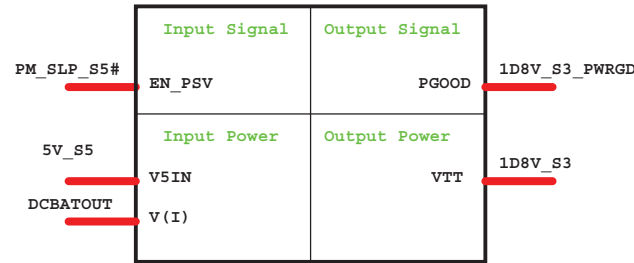 Input Signal
Output Signal
PM_SLP_S5#
EN_PSV
PGOOD
1D8V_S3_PWRGD
Input Power
Output Power
5V_S5
V5IN
VTT
1D8V_S3
DCBATOUT
V(I)